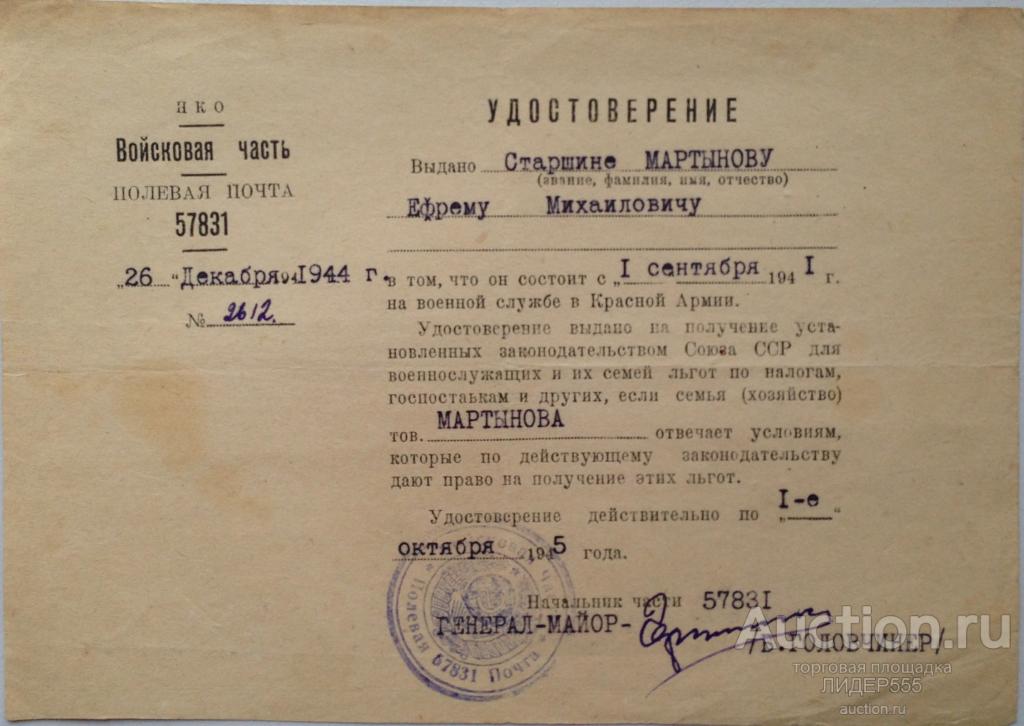 НКО
Войсковая часть
ПОЛЕВАЯ ПОЧТА
57831
„26 “Декабря 194 1944 г.
№ 2612.
УДОСТОВЕРЕНИЕ
Выдано Старшине МАРТЫНОВУ
(звание, фамилия, имя, отчество)
Ефрему Михаиловичу
в том, что он состоит с „I сентября 194 I г.
на военной службе в Красной Армии.
Удостоверение выдано на получение уста-
новленных законодательством Союза ССР для
военнослужащих и их семей льгот по налогам,
госпоставкам и других, если семья (хозяйство)
МАРТЫНОВА
тов. отвечает условиям,
которые по действующему законодательству
дают право на получение этих льгот.
Удостоверение действительно по „I-е“
октября 1945 года.
Начальник части 57831
ГЕНЕРАЛ-МАЙОР-
/В.ГОЛОВЧИНЕР/
Полевая 57831 Почта
Auction.ru
торговая площадка
ЛИДЕР555
auction.ru